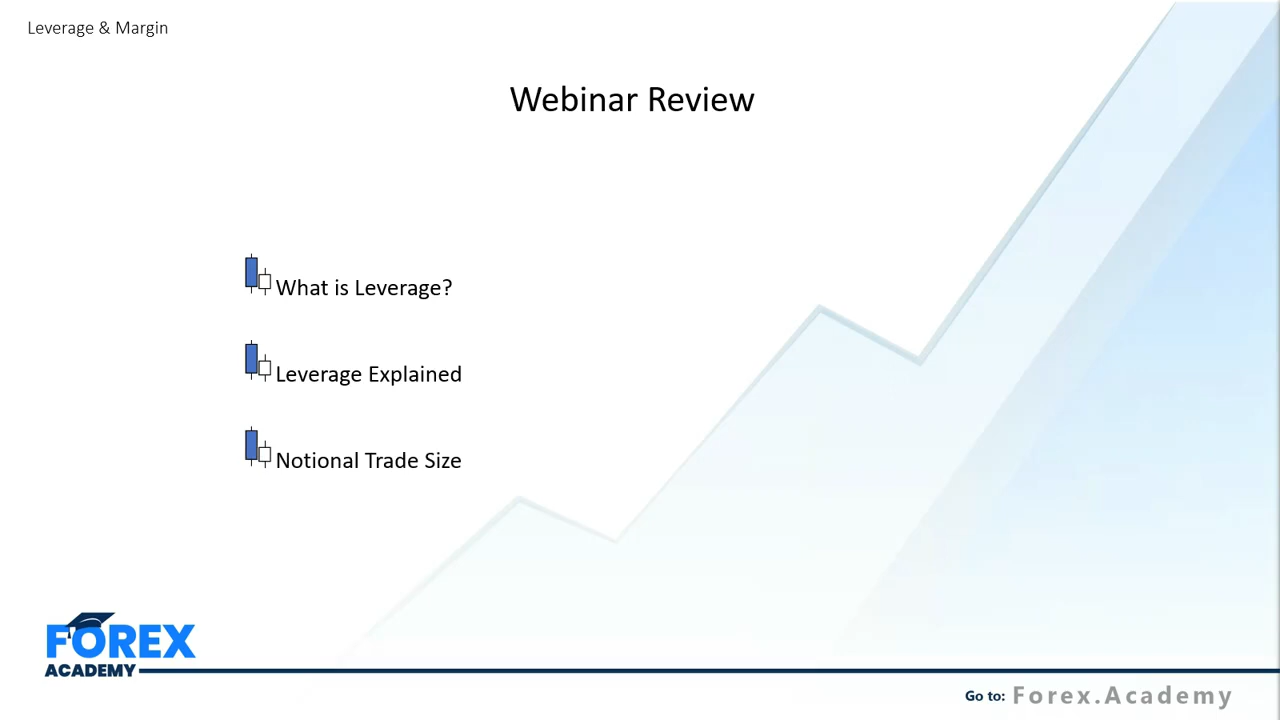 Leverage & Margin
Webinar Review
What is Leverage?
Leverage Explained
Notional Trade Size
FOREX
ACADEMY
Go to: Forex.Academy